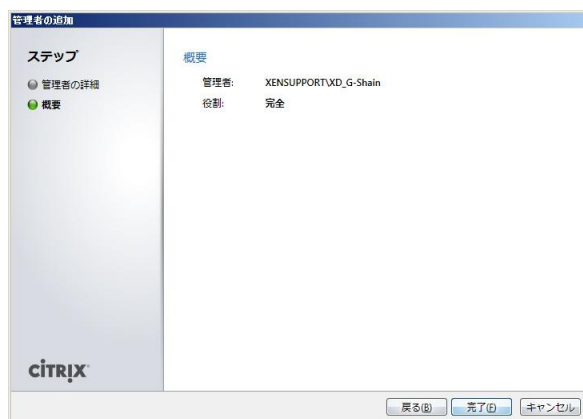 管理者の追加
ステップ
管理者の詳細
概要
概要
管理者: XENSUPPORT\XD_G-Shain
役割: 完全
CİTRIX
戻る(B) 完了(F) キャンセル